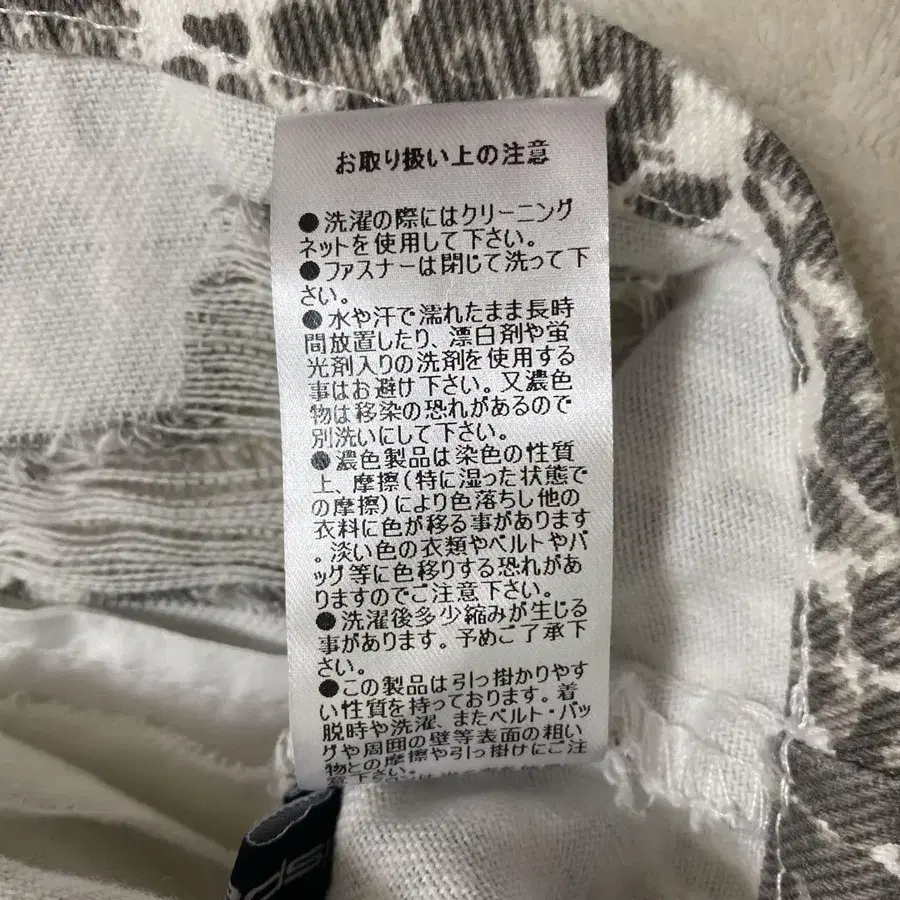 お取り扱い上の注意
●洗濯の際にはクリーニング
ネットを使用して下さい。
●ファスナーは閉じて洗って下
さい。
●水や汗で濡れたまま長時
間放置したり、漂白剤や蛍
光剤入りの洗剤を使用する
事はお避け下さい。又濃色
物は移染の恐れがあるので
別洗いにして下さい。
●濃色製品は染色の性質
上、摩擦(特に湿った状態で
の摩擦)により色落ちし他の
衣料に色が移る事があります
。淡い色の衣類やベルトやバ
ッグ等に色移りする恐れがあ
りますのでご注意下さい。
●洗濯後多少縮みが生じる
事があります。予めご了承下
さい。
●この製品は引っ掛かりやす
い性質を持っております。着
脱時や洗濯、またベルト・バッ
グや周囲の壁等表面の粗い
物との摩擦や引っ掛けにご注
意下さい。